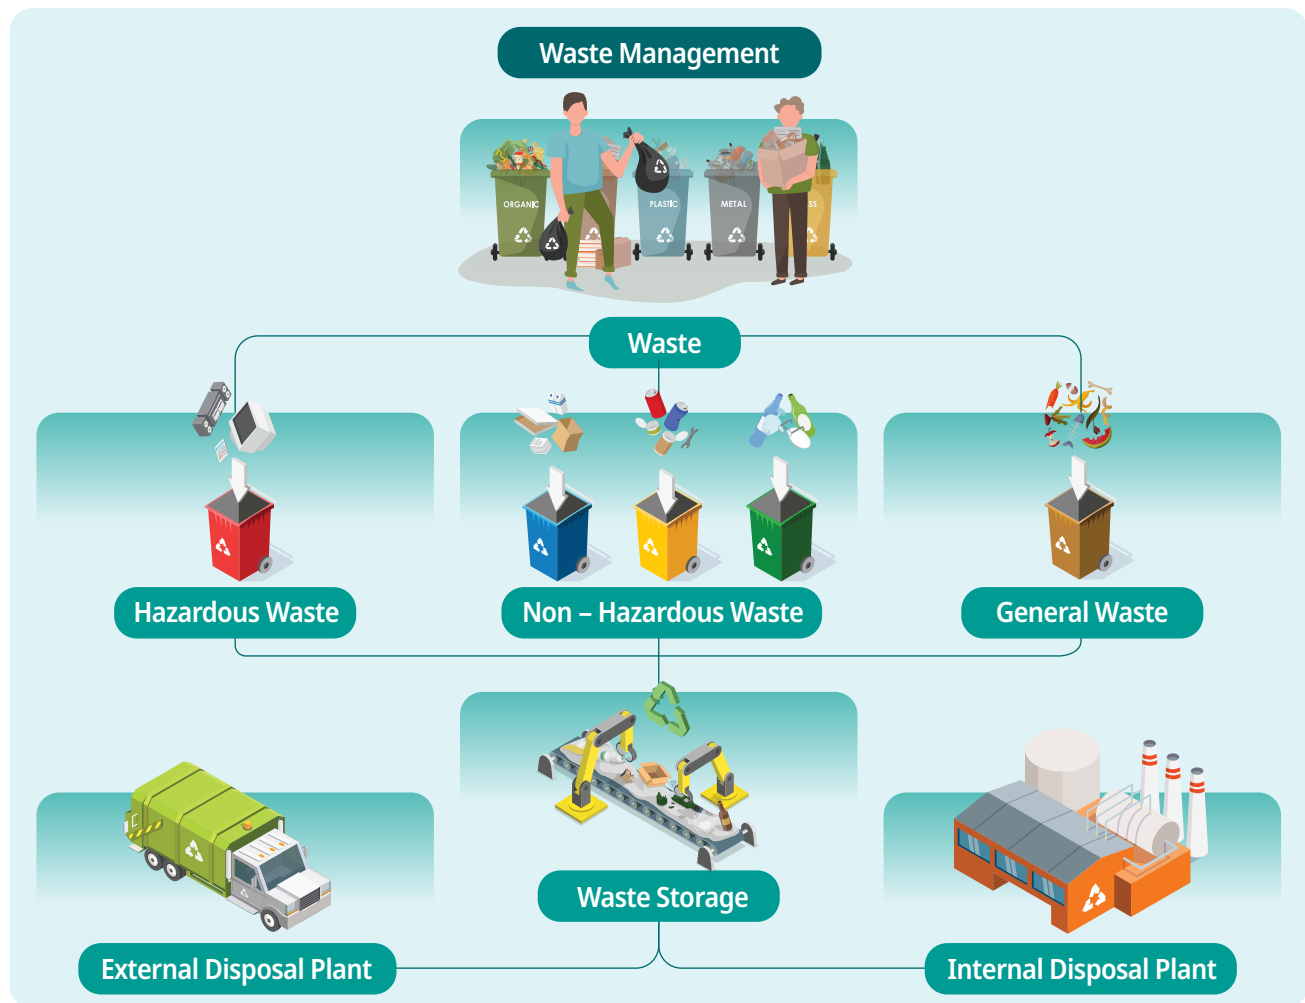 Waste Management
ORGANIC
PLASTIC
METAL
SS
Waste
Hazardous Waste
Non – Hazardous Waste
General Waste
Waste Storage
External Disposal Plant
Internal Disposal Plant